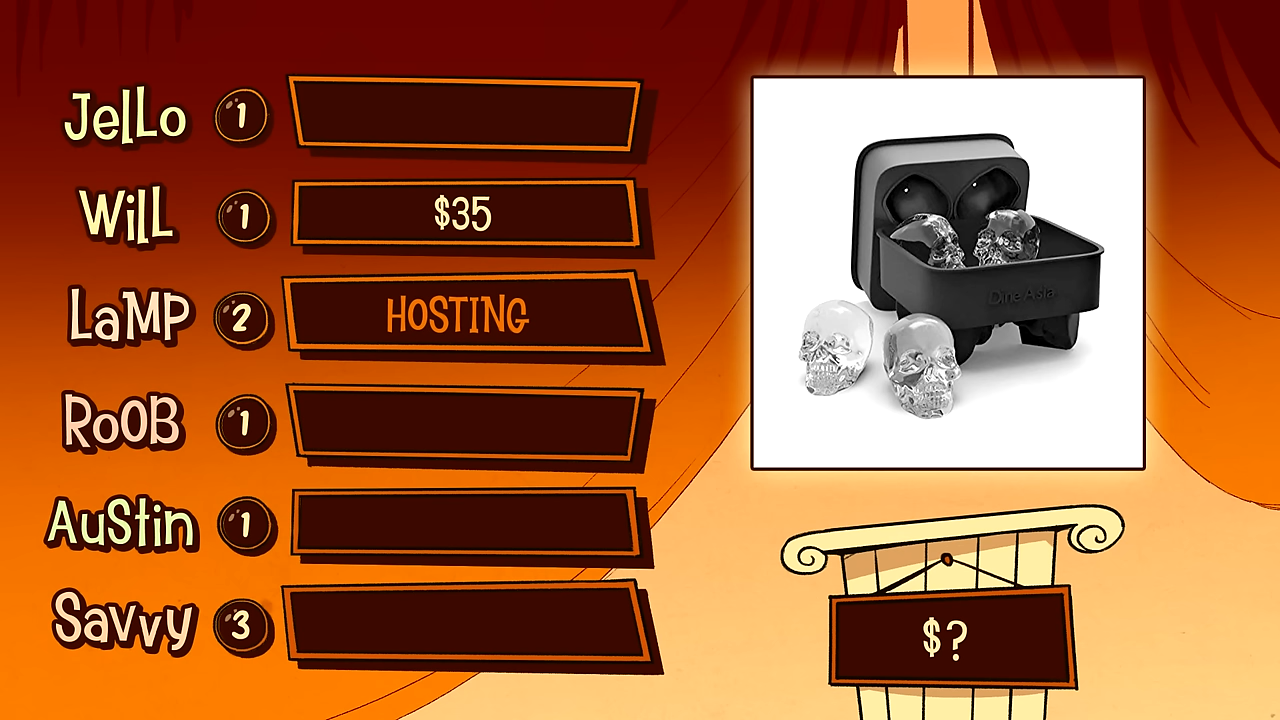 JelLo 1
WiLL 1 $35
LaMP 2 HOSTING
RoOB 1
AuStin 1
Savvy 3
Dine Asia
$?